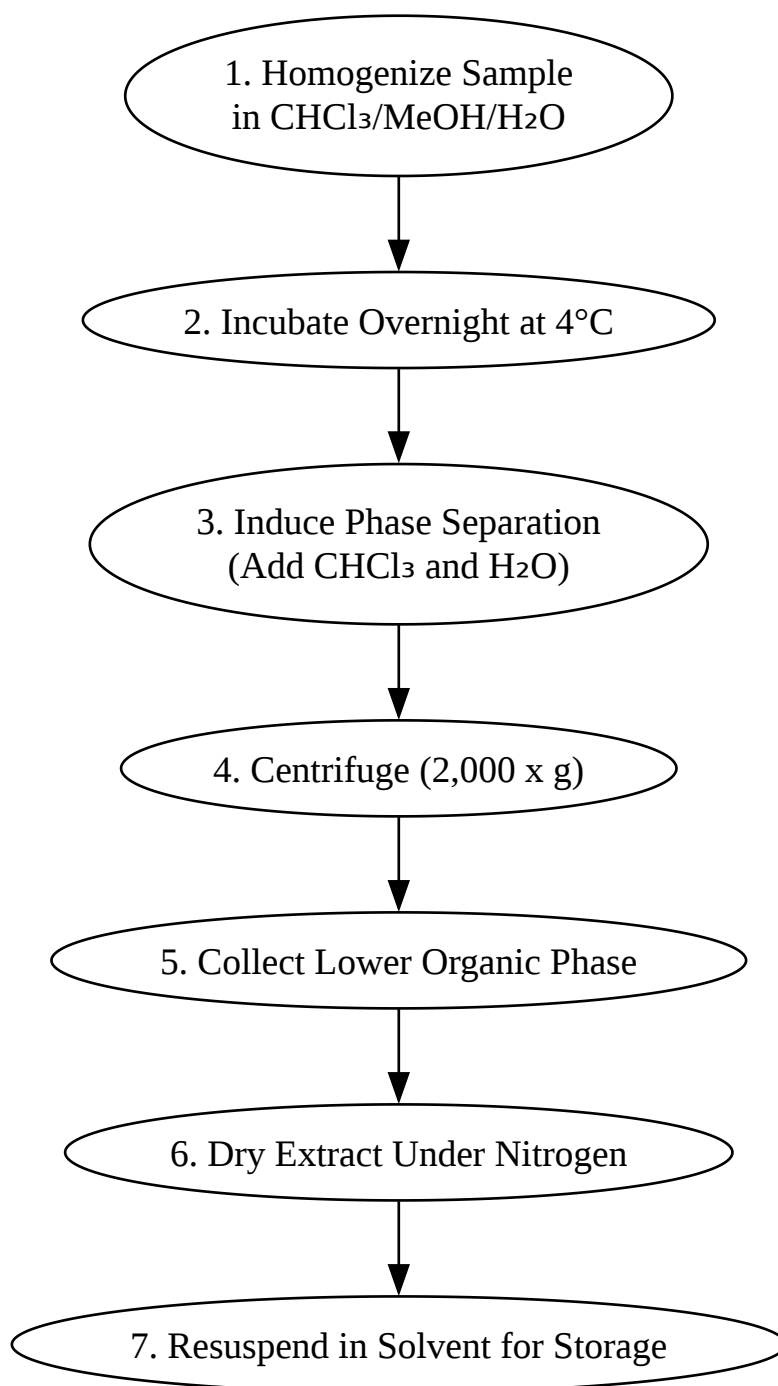 1. Homogenize Sample
in CHCl₃/MeOH/H₂O
2. Incubate Overnight at 4°C
3. Induce Phase Separation
(Add CHCl₃ and H₂O)
4. Centrifuge (2,000 x g)
5. Collect Lower Organic Phase
6. Dry Extract Under Nitrogen
7. Resuspend in Solvent for Storage